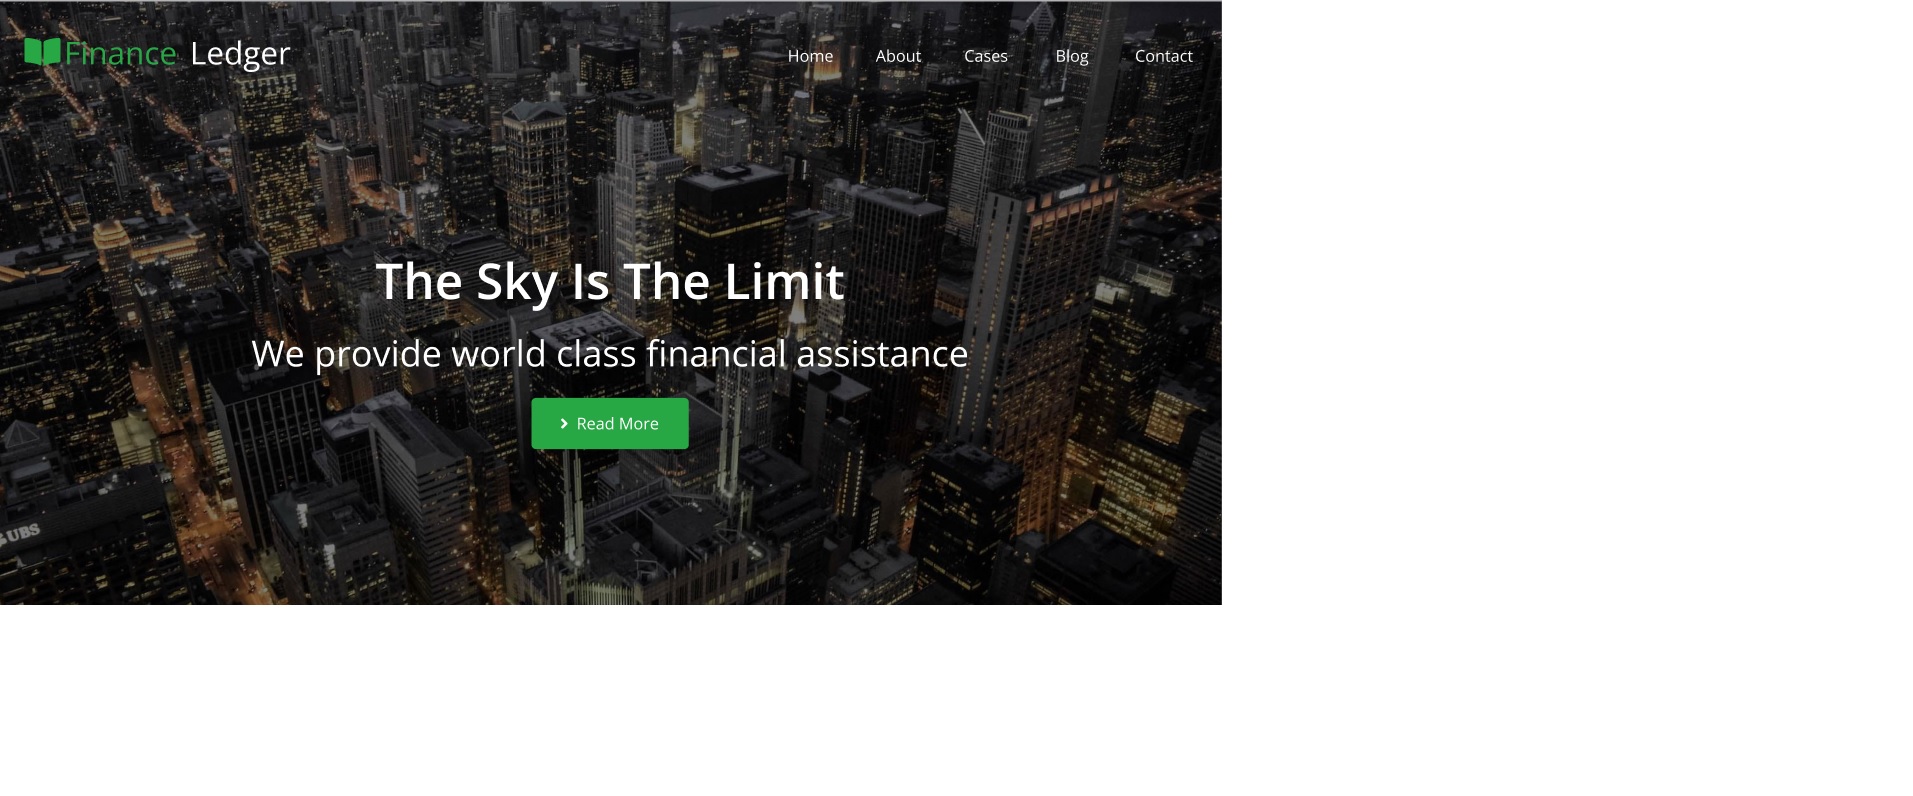 Finance Ledger
Home About Cases Blog Contact
The Sky Is The Limit
We provide world class financial assistance
Read More
UBS